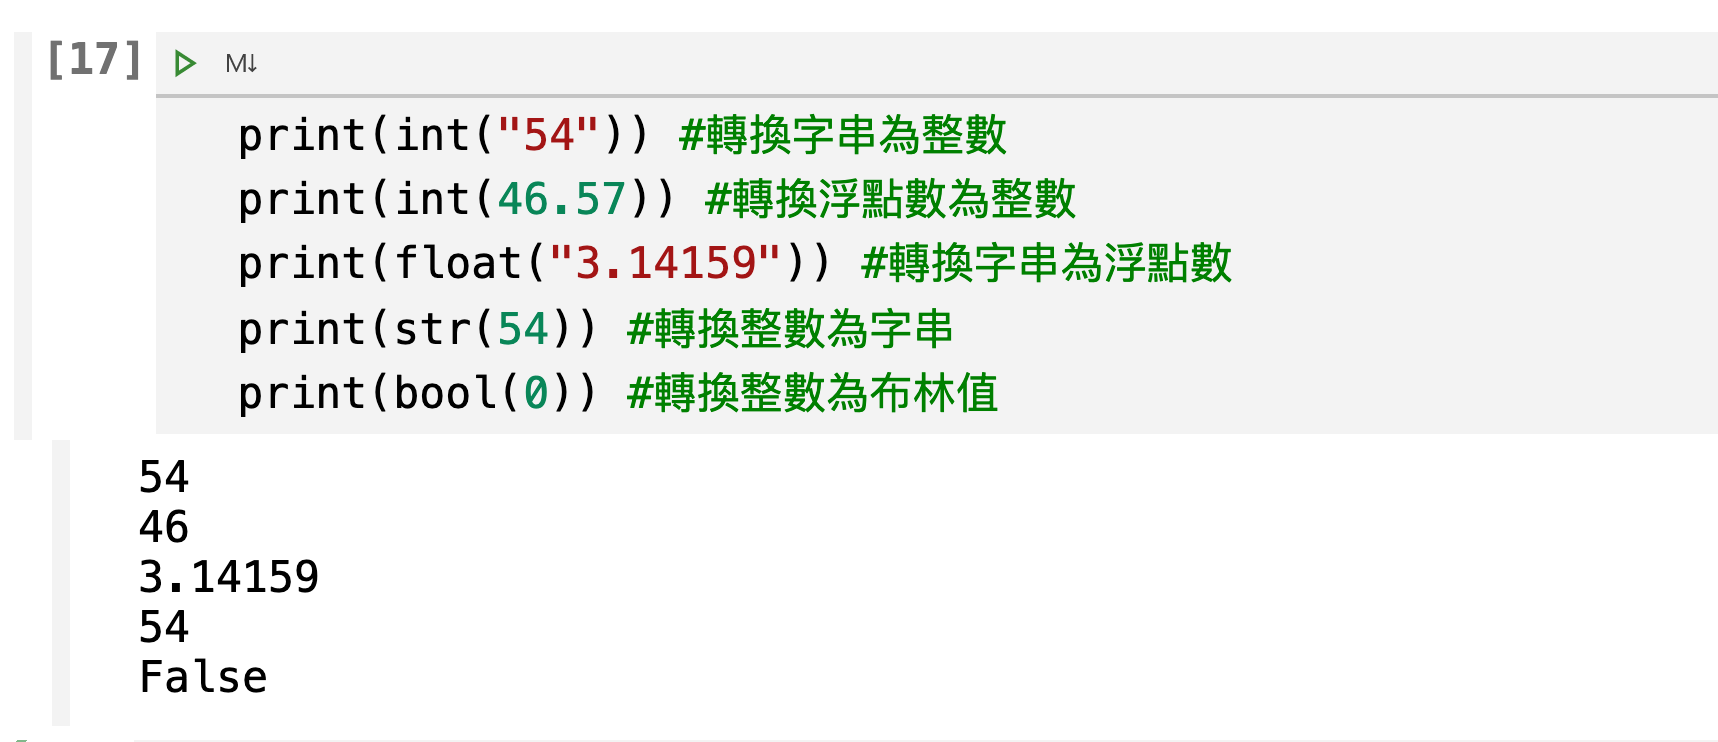 [17]
M↓
print(int("54")) #轉換字串為整數
print(int(46.57)) #轉換浮點數為整數
print(float("3.14159")) #轉換字串為浮點數
print(str(54)) #轉換整數為字串
print(bool(0)) #轉換整數為布林值
54
46
3.14159
54
False